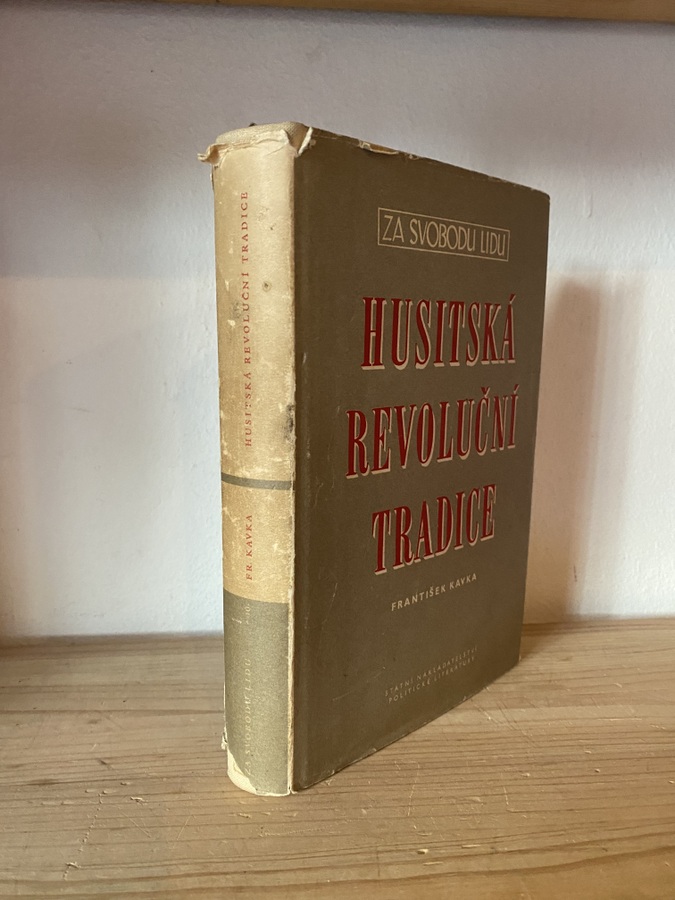 ZA SVOBODU LIDU
HUSITSKÁ
REVOLUČNÍ
TRADICE
FRANTIŠEK KAVKA
STÁTNÍ NAKLADATELSTVÍ
POLITICKÉ LITERATURY
HUSITSKÁ REVOLUČNÍ TRADICE
FR. KAVKA
ZA SVOBODU LIDU